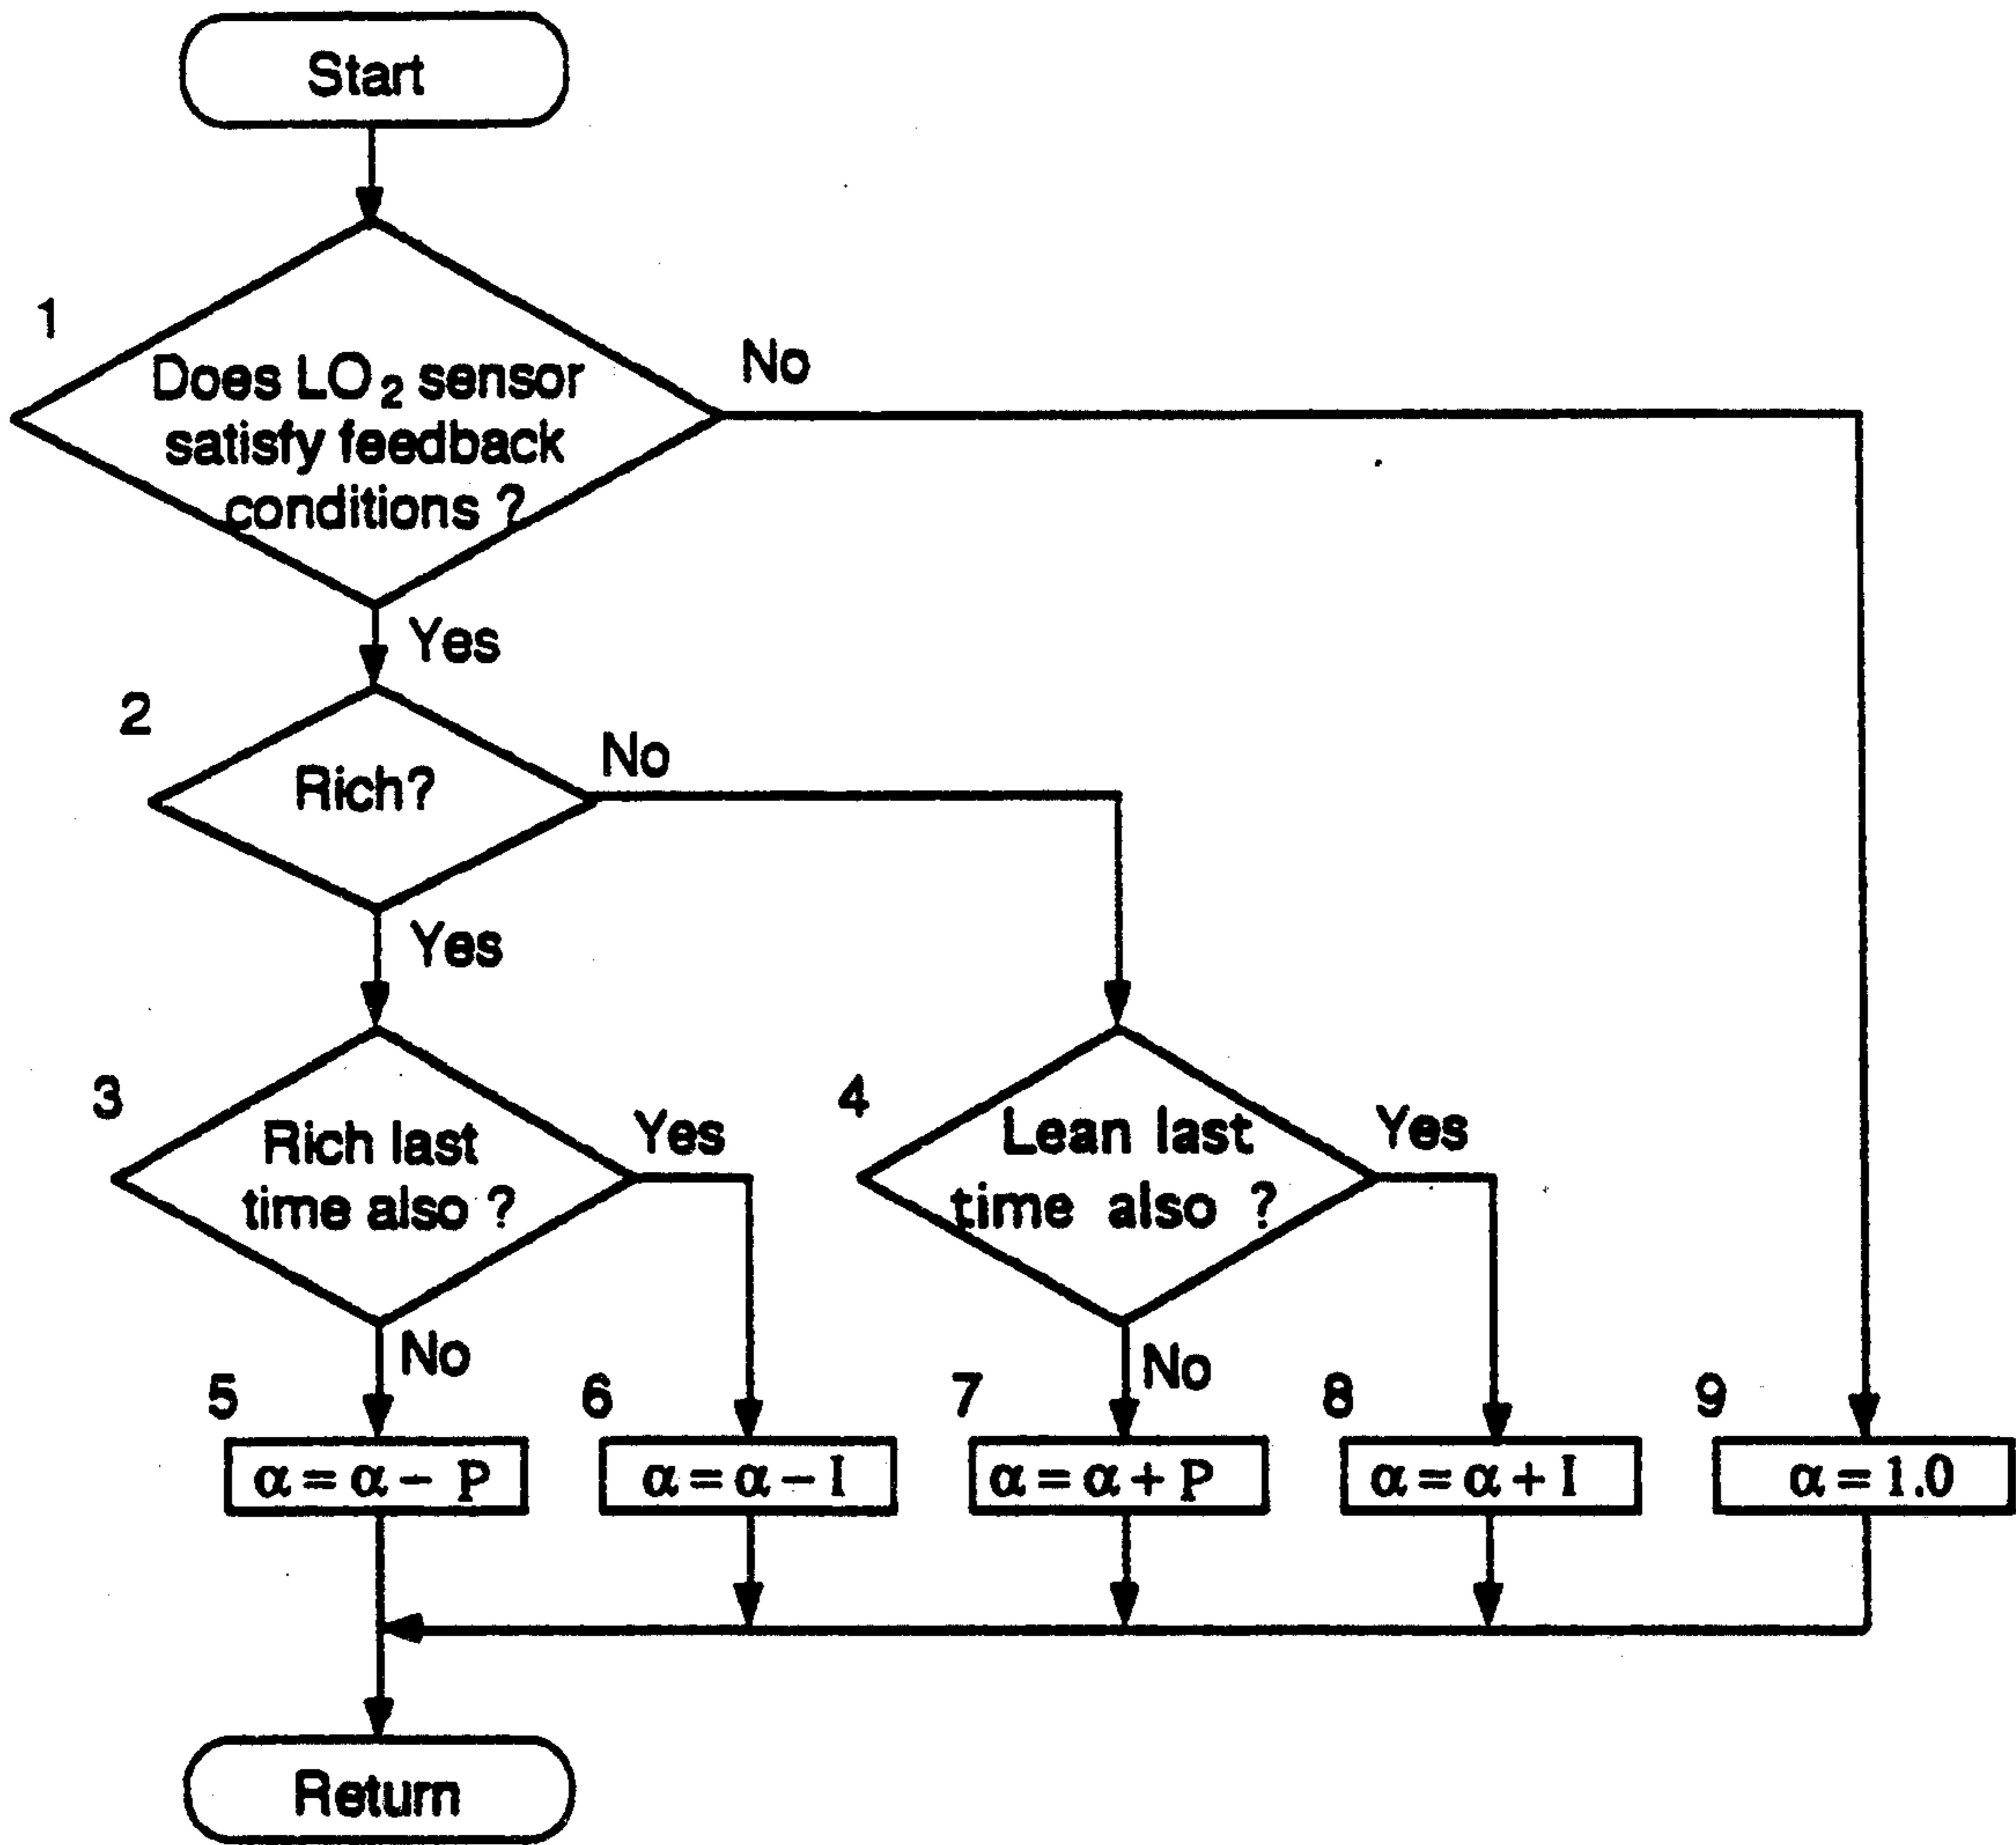 Start
1
Does LO₂ sensor
satisfy feedback
conditions ?
No
Yes
2
Rich?
No
Yes
3
Rich last
time also ?
Yes
No
4
Lean last
time also ?
Yes
No
5
α = α - P
6
α = α - I
7
α = α + P
8
α = α + I
9
α = 1.0
Return